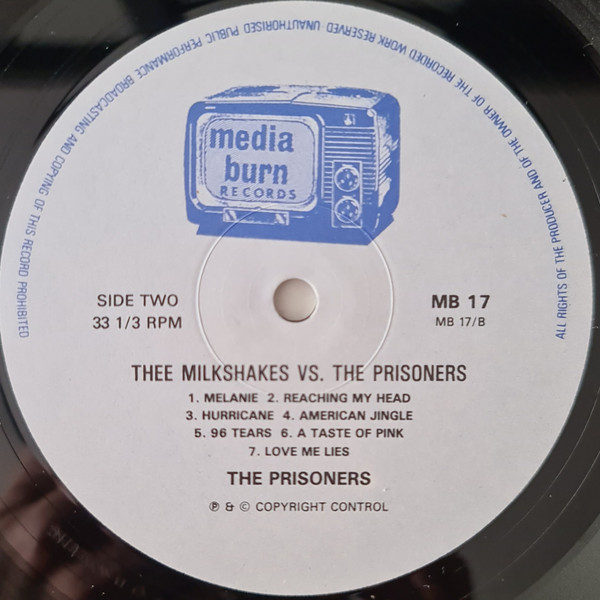 ALL RIGHTS OF THE PRODUCER AND OF THE OWNER OF THE RECORDED WORK RESERVED UNAUTHORISED PUBLIC PERFORMANCE BROADCASTING AND COPYING OF THIS RECORD PROHIBITED
media
burn
RECORDS
SIDE TWO
33 1/3 RPM
MB 17
MB 17/B
THEE MILKSHAKES VS. THE PRISONERS
1. MELANIE 2. REACHING MY HEAD
3. HURRICANE 4. AMERICAN JINGLE
5. 96 TEARS 6. A TASTE OF PINK
7. LOVE ME LIES
THE PRISONERS
℗ & © COPYRIGHT CONTROL